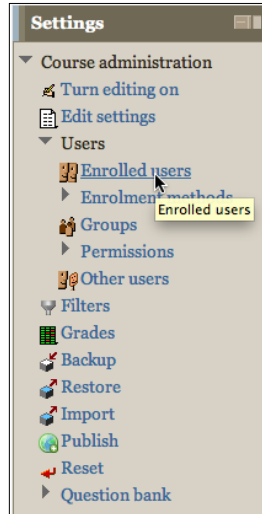 Settings
Course administration
Turn editing on
Edit settings
Users
Enrolled users
Enrolment methods
Enrolled users
Groups
Permissions
Other users
Filters
Grades
Backup
Restore
Import
Publish
Reset
Question bank